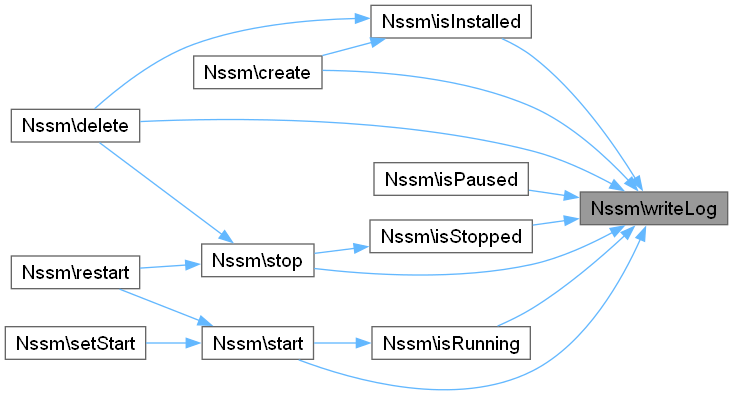 Nssm\isInstalled
Nssm\create
Nssm\delete
Nssm\isPaused
Nssm\writeLog
Nssm\isStopped
Nssm\stop
Nssm\restart
Nssm\setStart
Nssm\start
Nssm\isRunning